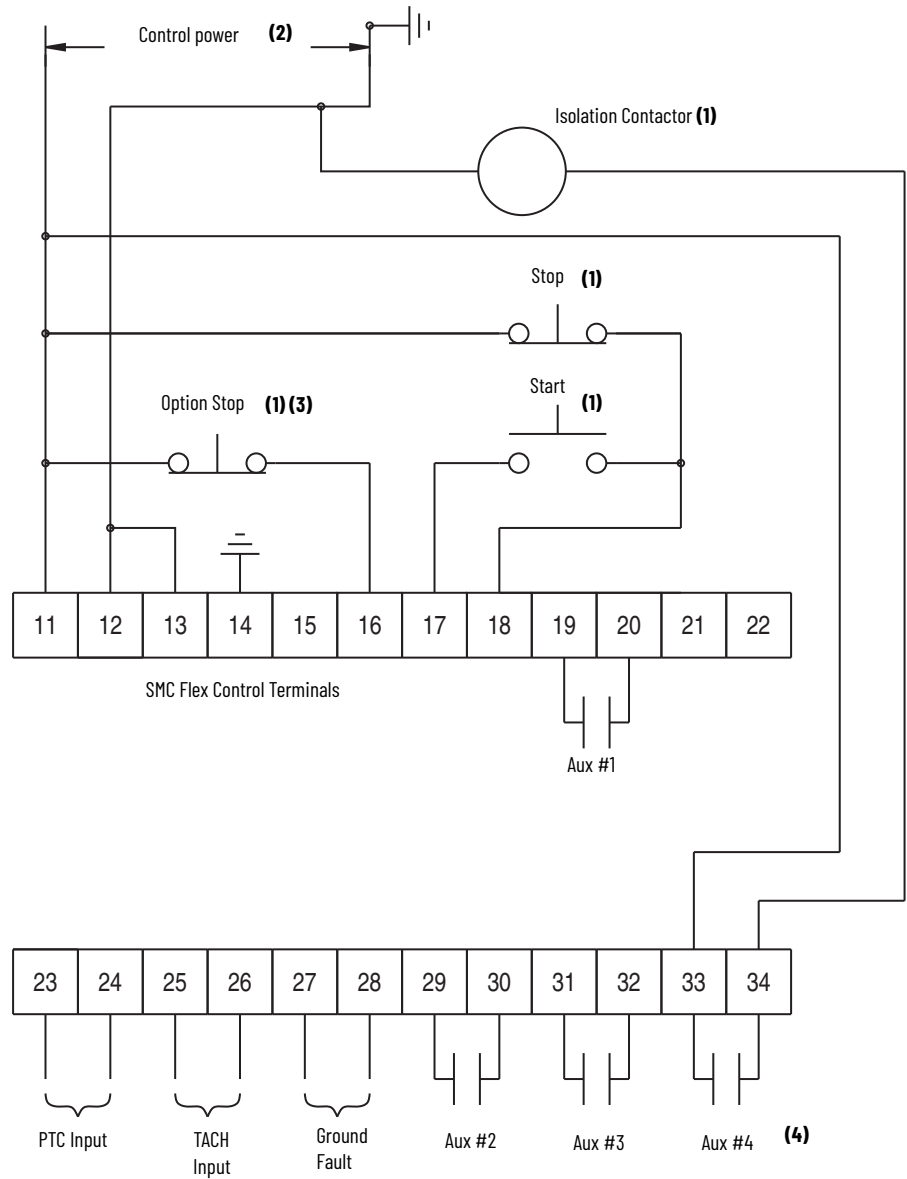 Control power (2)
Isolation Contactor (1)
Stop (1)
Start (1)
Option Stop (1) (3)
11 12 13 14 15 16 17 18 19 20 21 22
SMC Flex Control Terminals
Aux #1
23 24 25 26 27 28 29 30 31 32 33 34
PTC Input
TACH
Input
Ground
Fault
Aux #2
Aux #3
Aux #4 (4)